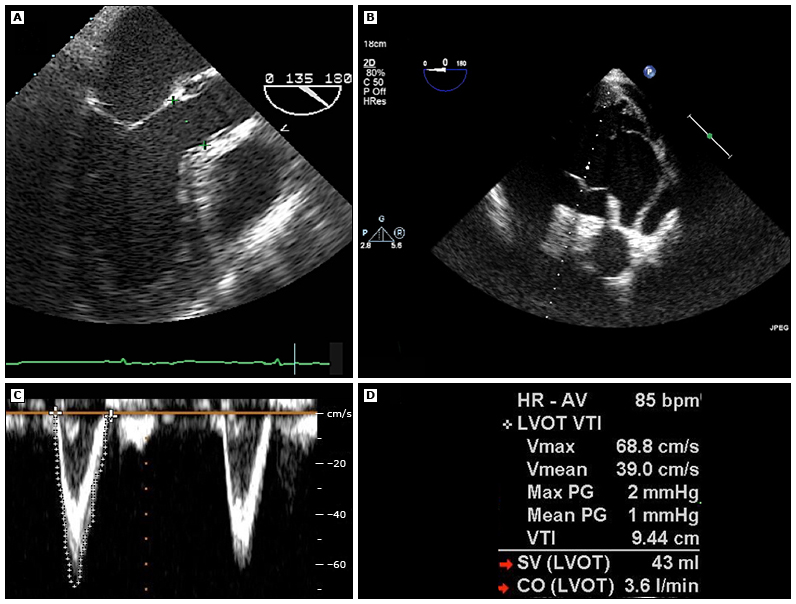 A
0 135 180
B
18cm
2D
80%
C 50
P Off
HRes
0 0 180
P
G
P R
2.8 5.6
JPEG
C
cm/s
-20
-40
-60
D
HR - AV 85 bpm
LVOT VTI
Vmax 68.8 cm/s
Vmean 39.0 cm/s
Max PG 2 mmHg
Mean PG 1 mmHg
VTI 9.44 cm
SV (LVOT) 43 ml
CO (LVOT) 3.6 l/min